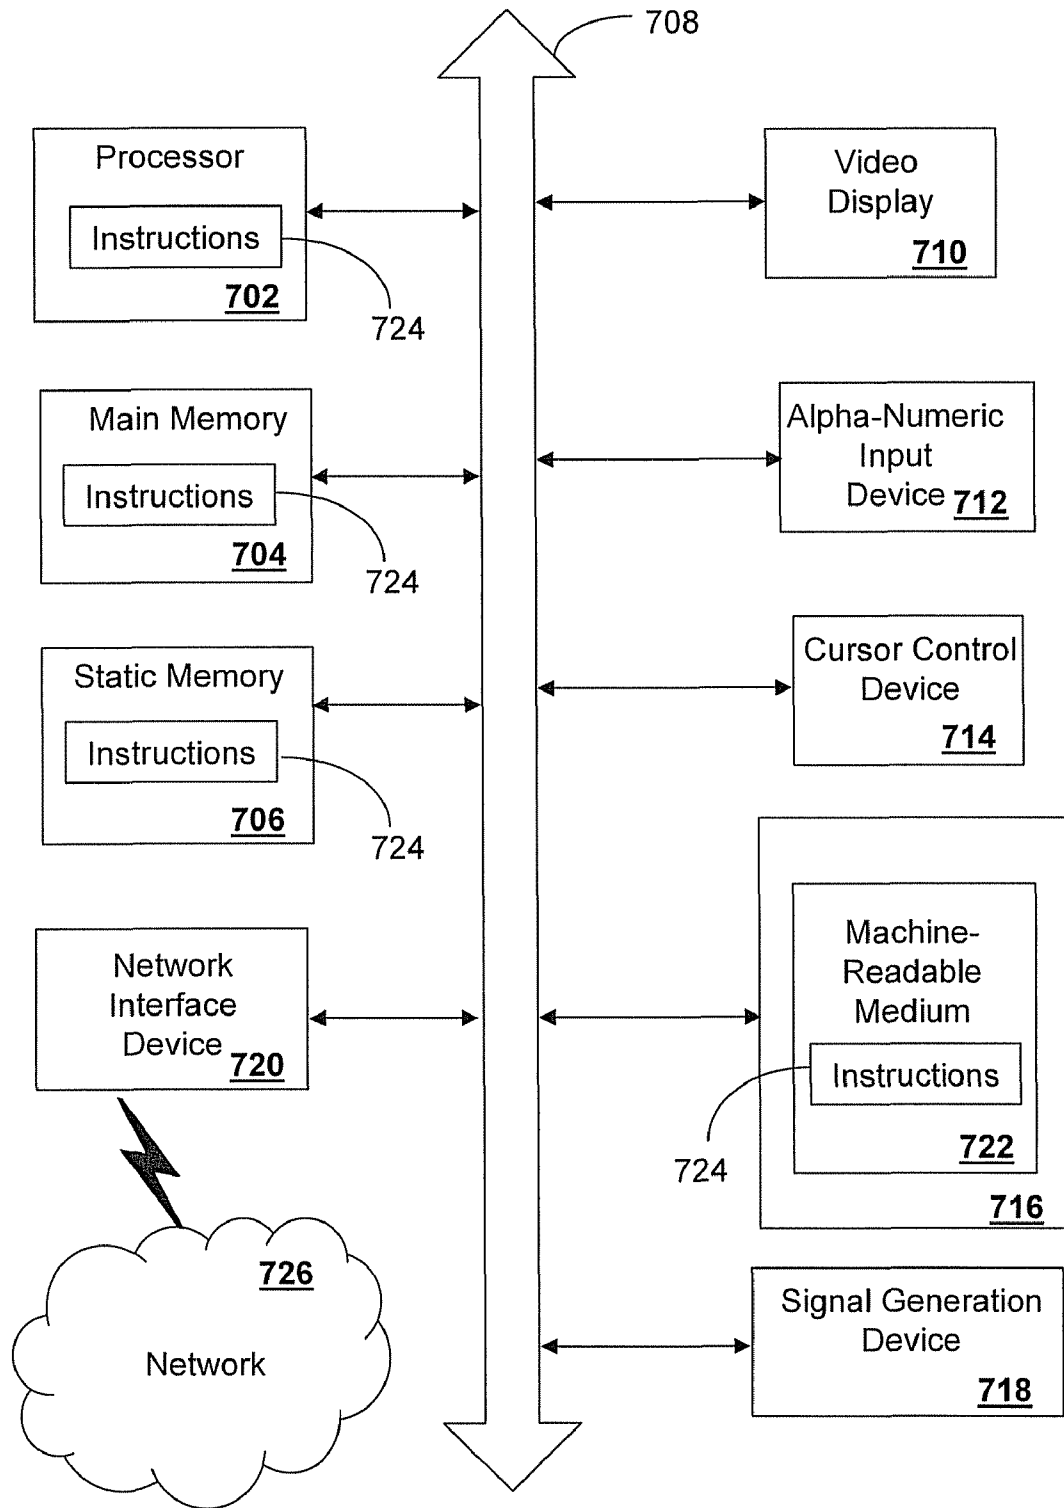 708
Processor
Instructions
702
724
Main Memory
Instructions
704
724
Static Memory
Instructions
706
724
Network
Interface
Device
720
726
Network
Video
Display
710
Alpha-Numeric
Input
Device
712
Cursor Control
Device
714
Machine-
Readable
Medium
Instructions
722
724
716
Signal Generation
Device
718